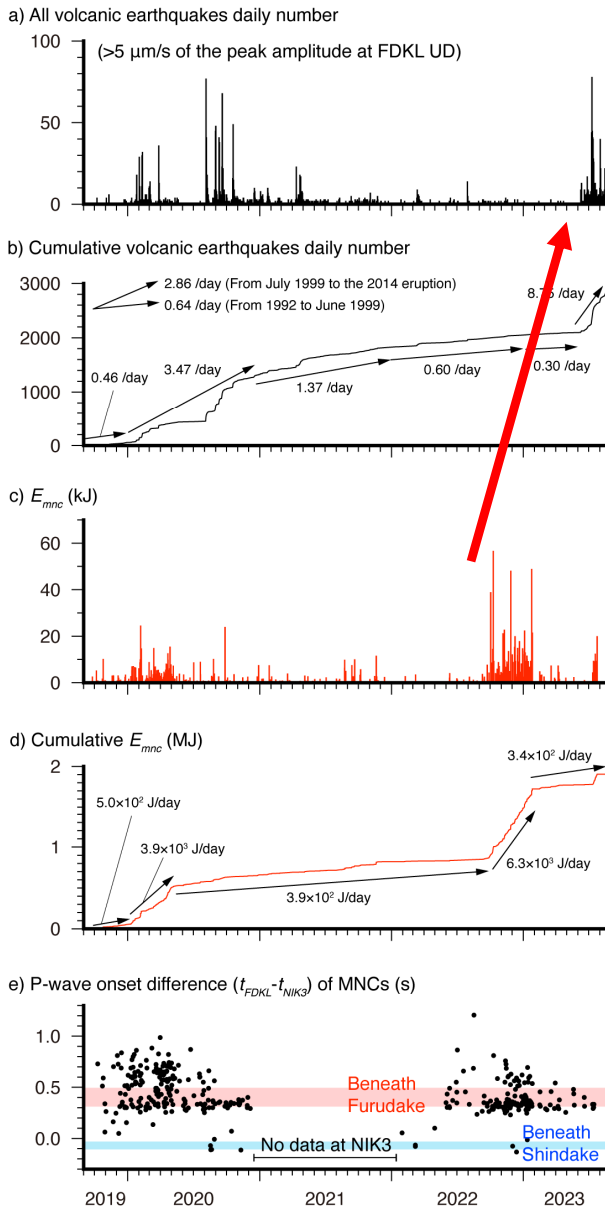 a) All volcanic earthquakes daily number
(>5 μm/s of the peak amplitude at FDKL UD)
100
50
0
b) Cumulative volcanic earthquakes daily number
3000
2000
1000
0
2.86 /day (From July 1999 to the 2014 eruption)
0.64 /day (From 1992 to June 1999)
0.46 /day
3.47 /day
1.37 /day
0.60 /day
0.30 /day
/day
c) Emnc (kJ)
60
40
20
0
d) Cumulative Emnc (MJ)
2
1
0
5.0×10² J/day
3.9×10³ J/day
3.9×10² J/day
6.3×10³ J/day
3.4×10² J/day
e) P-wave onset difference (tFDKL-tNIK3) of MNCs (s)
1.0
0.5
0.0
Beneath
Furudake
Beneath
Shindake
No data at NIK3
2019 2020 2021 2022 2023